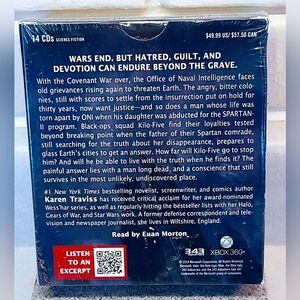 14 CDs SCIENCE FICTION
$49.99 US/ $57.50 CAN
WARS END. BUT HATRED, GUILT, AND
DEVOTION CAN ENDURE BEYOND THE GRAVE.
With the Covenant War over, the Office of Naval Intelligence faces
old grievances rising again to threaten Earth. The angry, bitter colo-
nies, still with scores to settle from the insurrection put on hold for
thirty years, now want justice—and so does a man whose life was
torn apart by ONI when his daughter was abducted for the SPARTAN-
II program. Black-ops squad Kilo-Five find their loyalties tested
beyond breaking point when the father of their Spartan comrade,
still searching for the truth about her disappearance, prepares to
glass Earth's cities to get an answer. How far will Kilo-Five go to stop
him? And will he be able to live with the truth when he finds it? The
painful answer lies with a man long dead, and a conscience that still
survives in the most unlikely, undiscovered place.
#1 New York Times bestselling novelist, screenwriter, and comics author
Karen Traviss has received critical acclaim for her award-nominated
Wess'har series, as well as regularly hitting the bestseller lists with her Halo,
Gears of War, and Star Wars work. A former defense correspondent and tele-
vision and newspaper journalist, she lives in Wiltshire, England.
Read by Euan Morton
LISTEN
TO AN
EXCERPT
343
XBOX 360